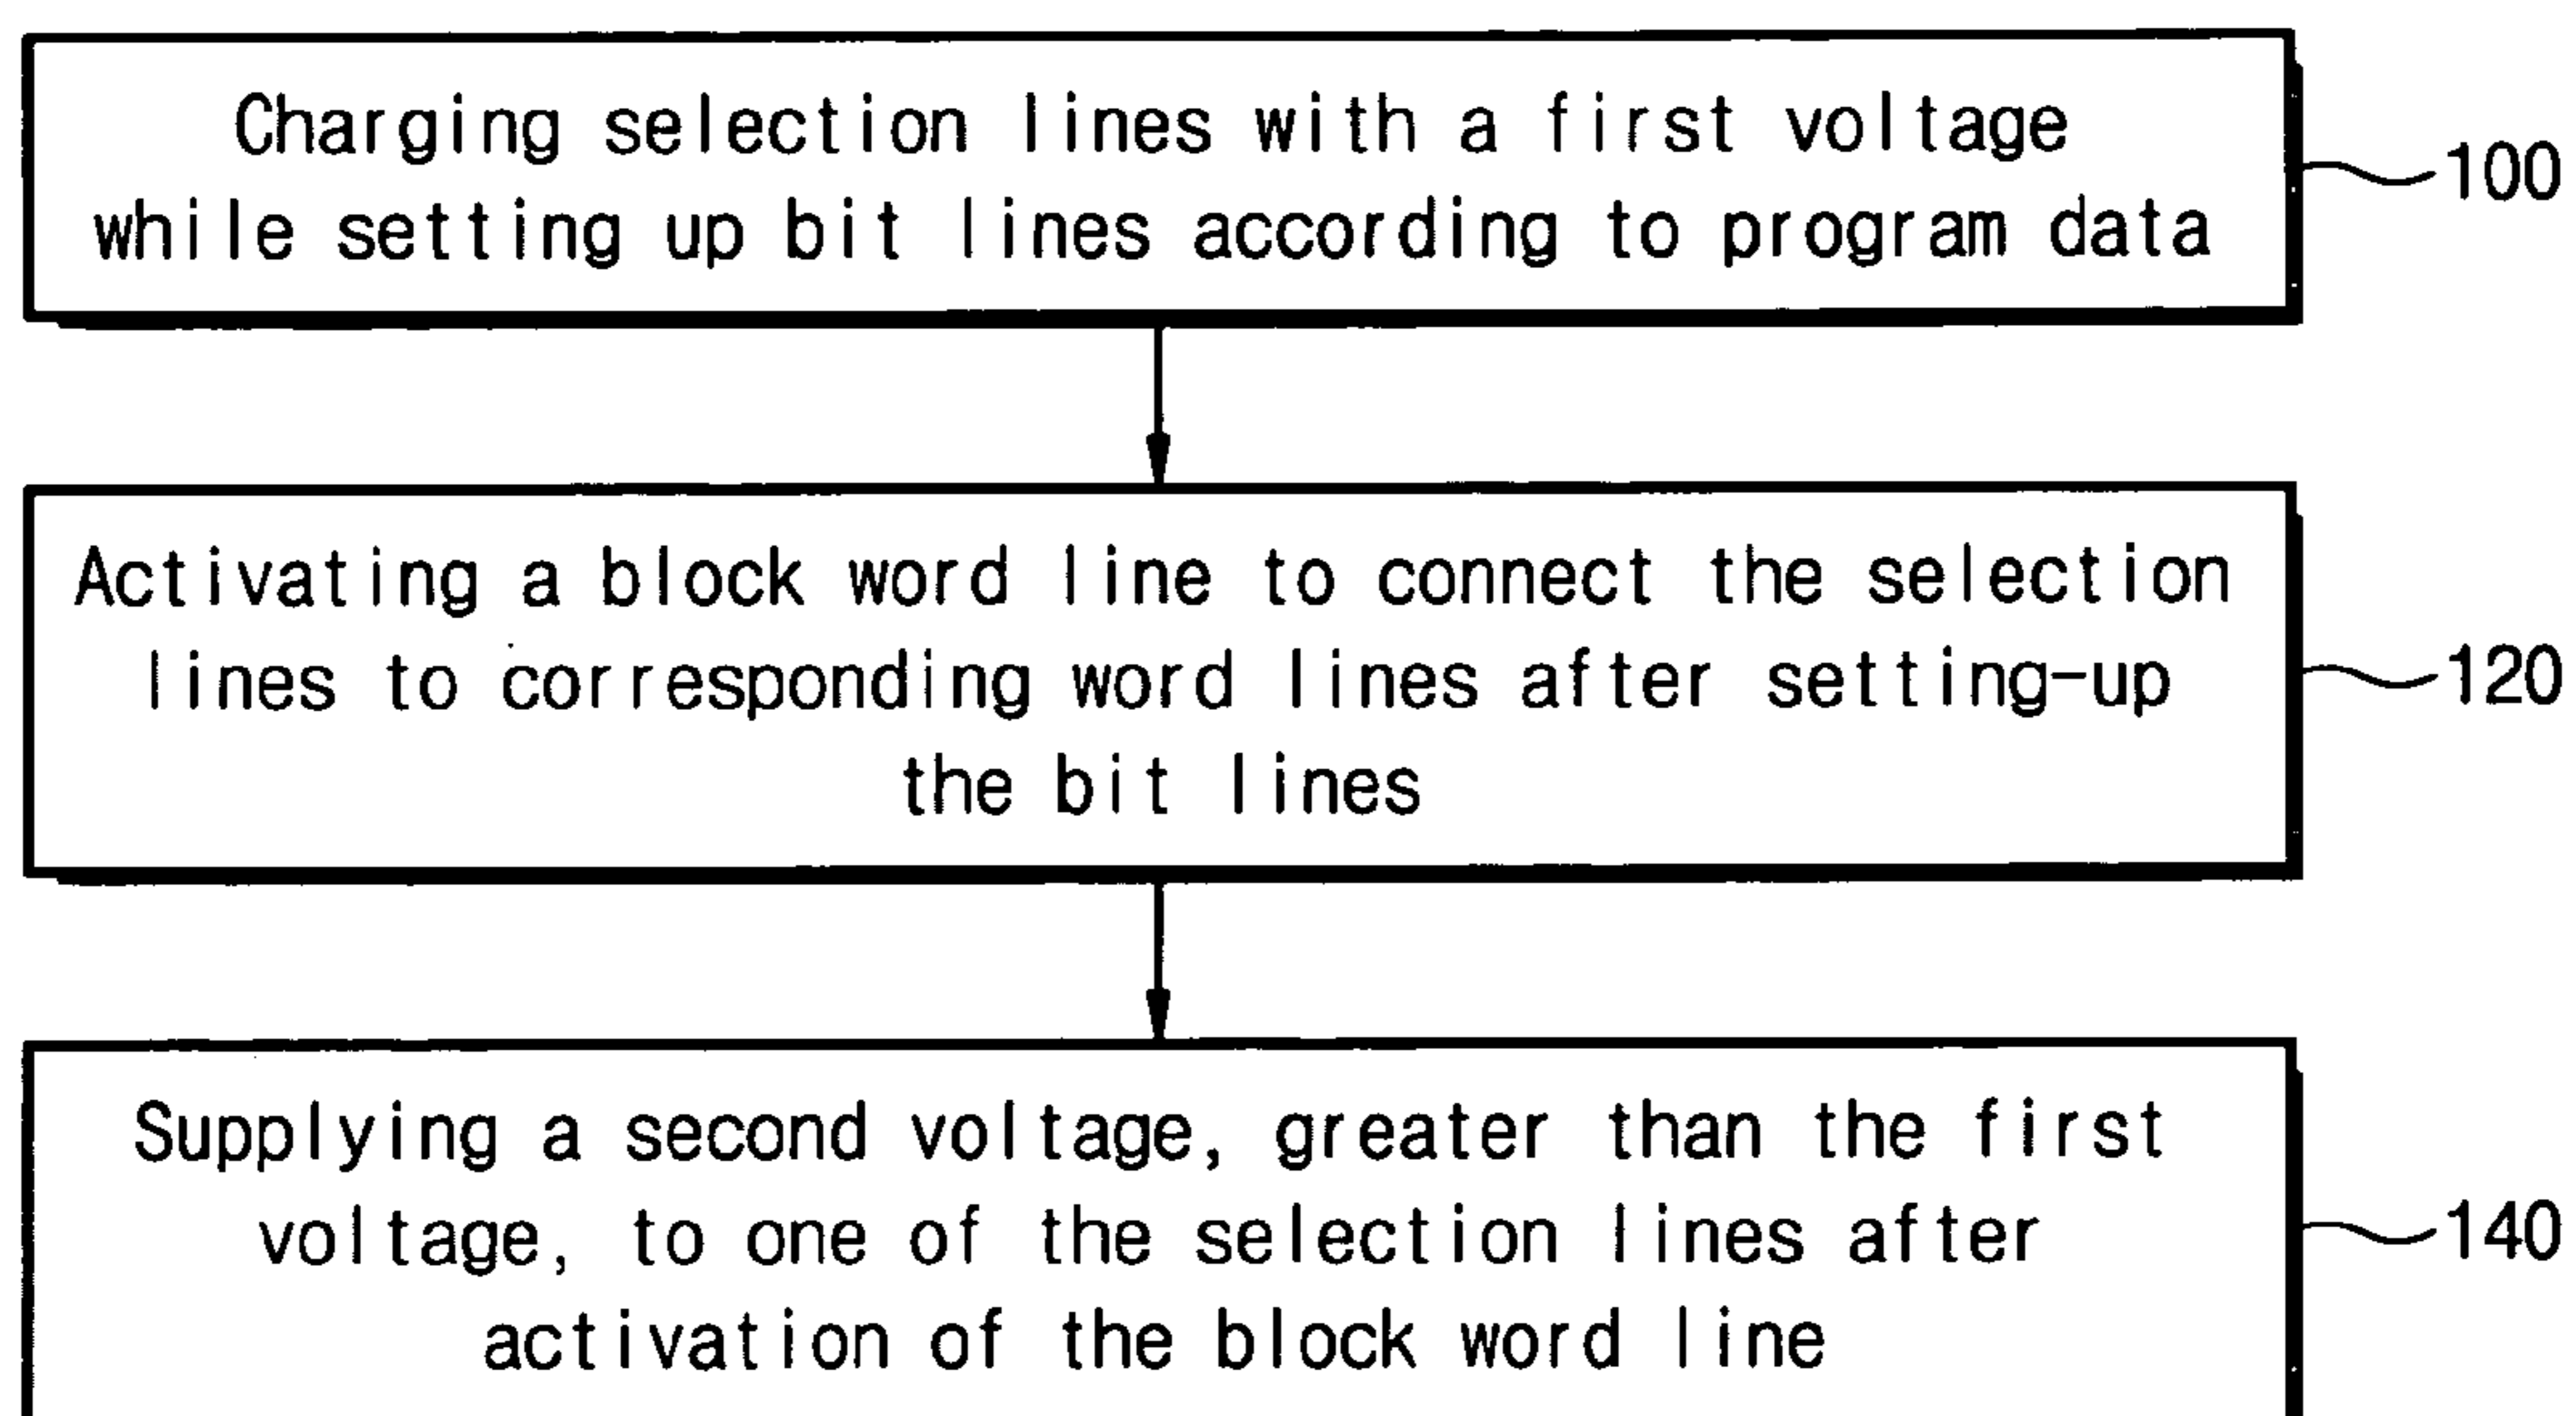 Charging selection lines with a first voltage
while setting up bit lines according to program data
100
Activating a block word line to connect the selection
lines to corresponding word lines after setting-up
the bit lines
120
Supplying a second voltage, greater than the first
voltage, to one of the selection lines after
activation of the block word line
140